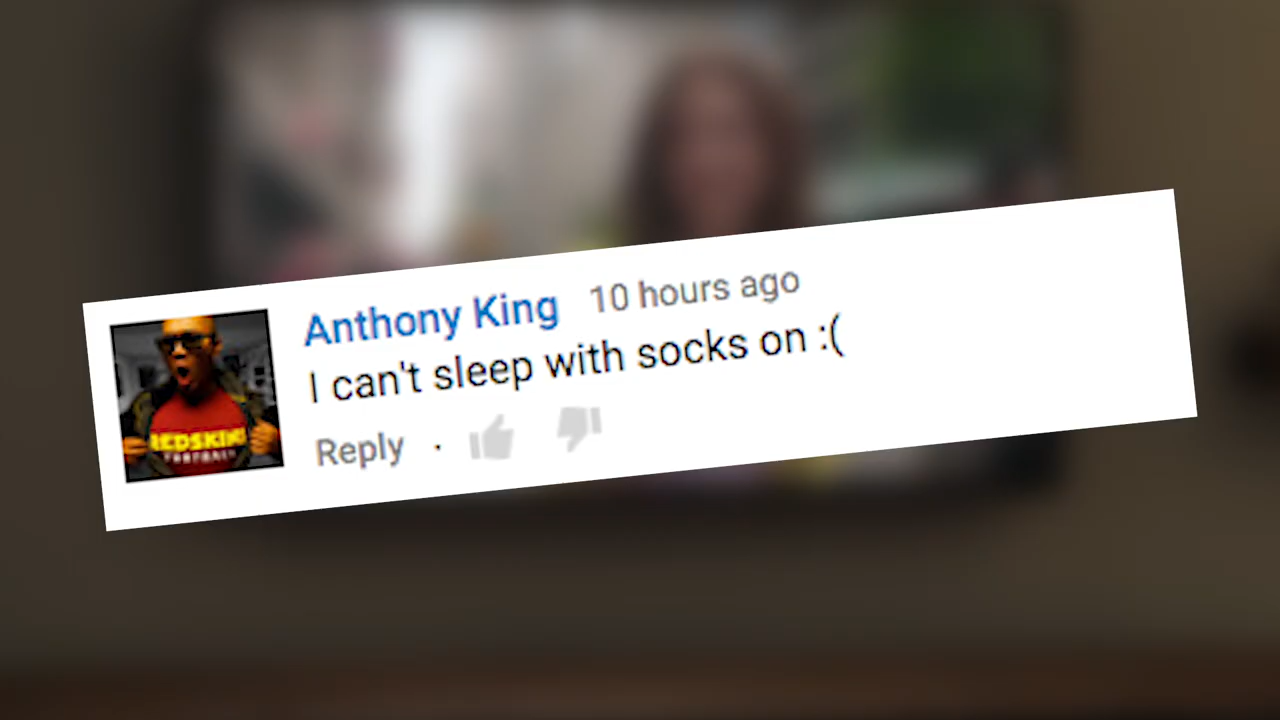 Anthony King 10 hours ago
I can't sleep with socks on :(
Reply ·
REDSKINS